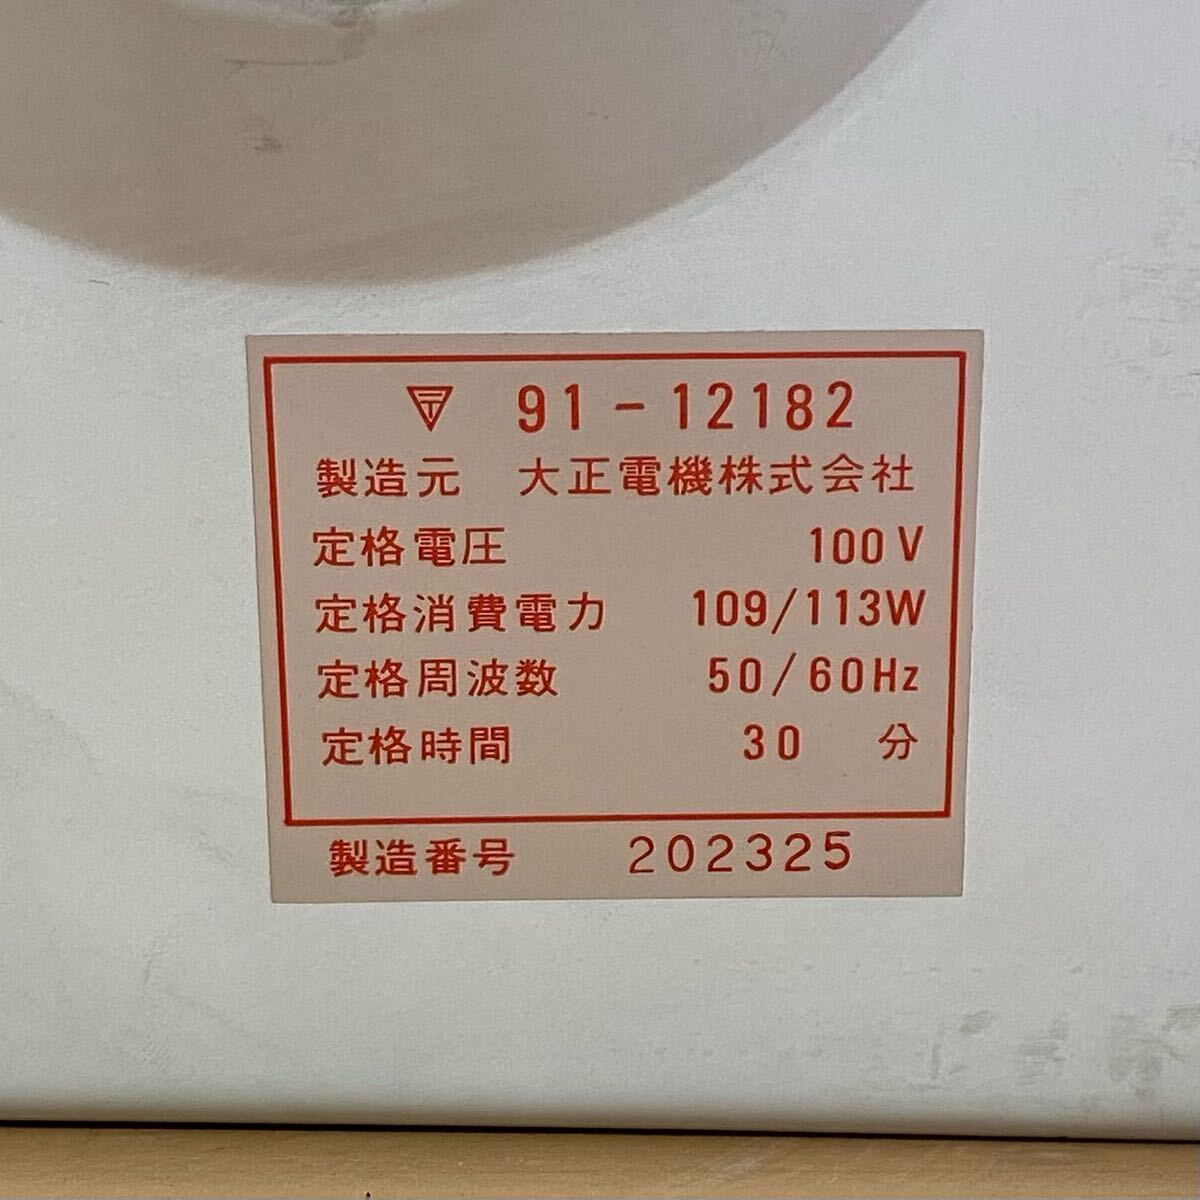 91-12182
製造元 大正電機株式会社
定格電圧 100V
定格消費電力 109/113W
定格周波数 50/60Hz
定格時間 30 分
製造番号 202325